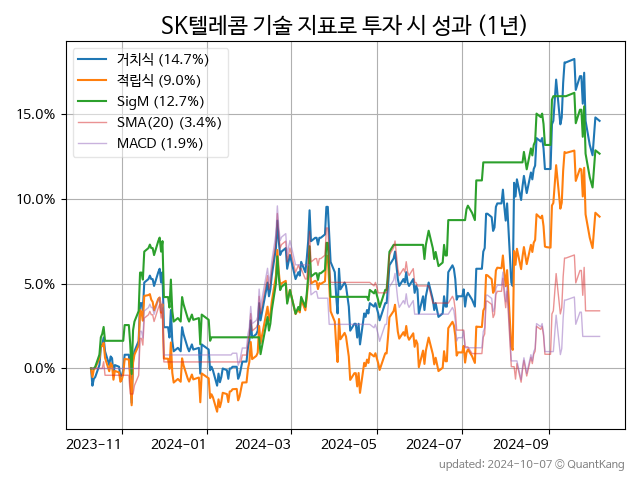 SK텔레콤 기술 지표로 투자 시 성과 (1년)
거치식 (14.7%)
적립식 (9.0%)
SigM (12.7%)
SMA(20) (3.4%)
MACD (1.9%)
15.0%
10.0%
5.0%
0.0%
2023-11 2024-01 2024-03 2024-05 2024-07 2024-09
updated: 2024-10-07 © QuantKang